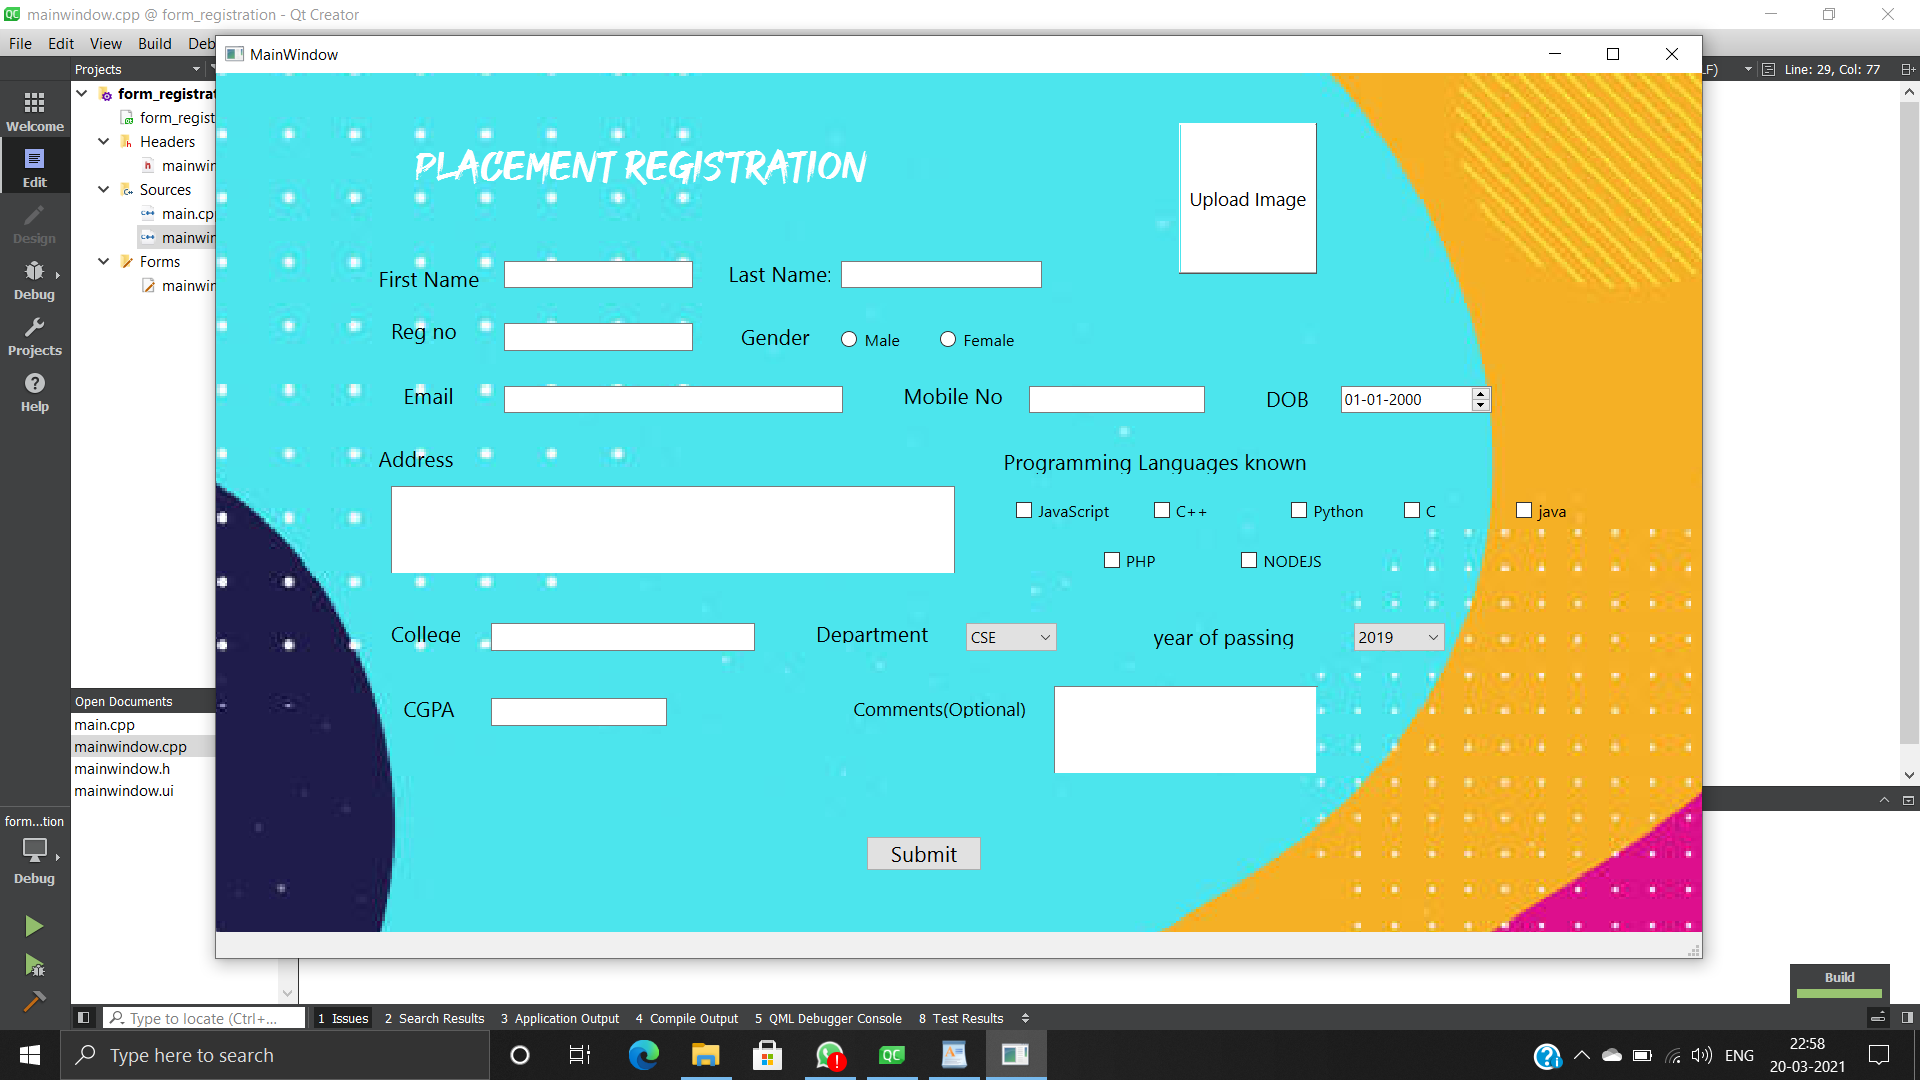 mainwindow.cpp @ form_registration - Qt Creator
File Edit View Build Deb
MainWindow
Projects
LF) Line: 29, Col: 77
form_registrat
form_regist
Headers
mainwin
Sources
main.cp
mainwin
Forms
mainwin
Welcome
Edit
Design
Debug
Projects
Help
PLACEMENT REGISTRATION
Upload Image
First Name
Last Name:
Reg no
Gender
Male
Female
Email
Mobile No
DOB
01-01-2000
Address
Programming Languages known
JavaScript
C++
Python
C
java
PHP
NODEJS
College
Department
CSE
year of passing
2019
CGPA
Comments(Optional)
Submit
Open Documents
main.cpp
mainwindow.cpp
mainwindow.h
mainwindow.ui
form...tion
Debug
Build
Type to locate (Ctrl+...
1 Issues 2 Search Results 3 Application Output 4 Compile Output 5 QML Debugger Console 8 Test Results
Type here to search
ENG
22:58
20-03-2021